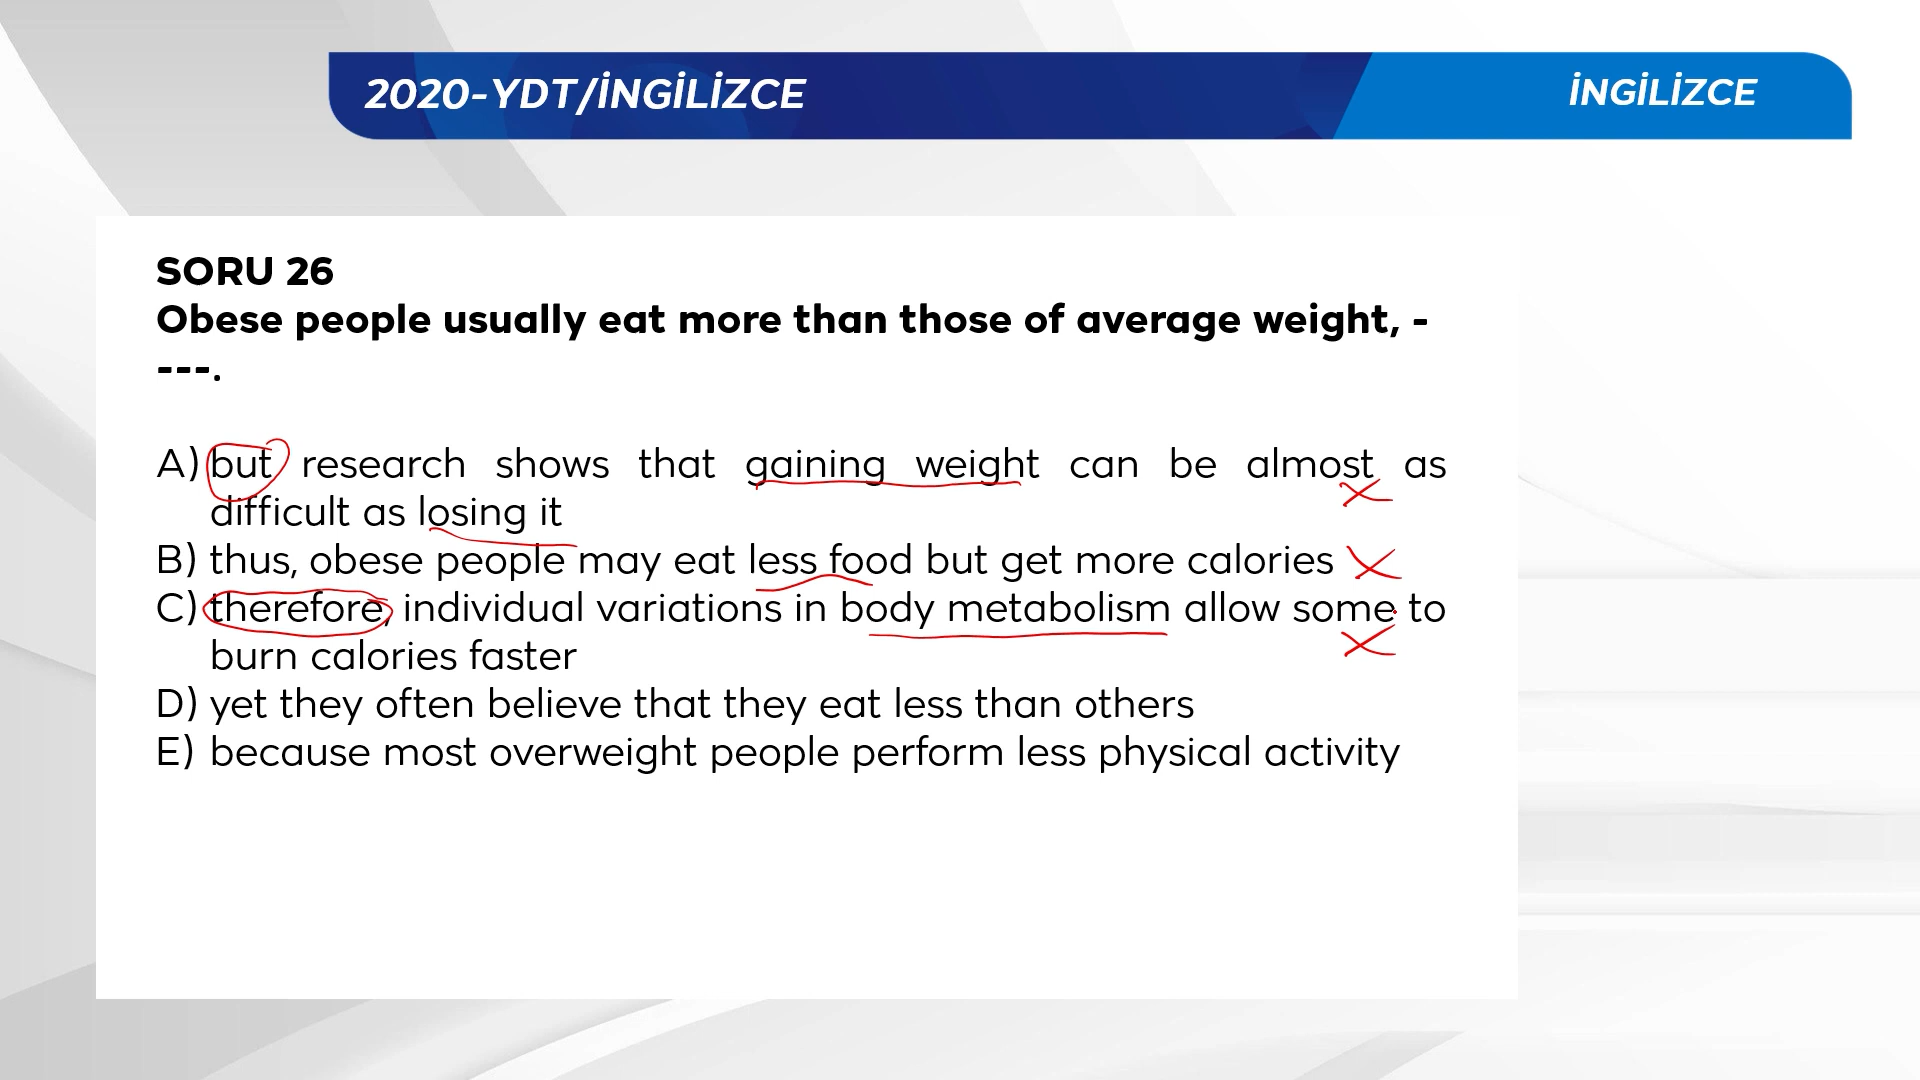 2020-YDT/İNGİLİZCE
İNGİLİZCE
SORU 26
Obese people usually eat more than those of average weight, -
---.
A) but research shows that gaining weight can be almost as
difficult as losing it
B) thus, obese people may eat less food but get more calories
C) therefore, individual variations in body metabolism allow some to
burn calories faster
D) yet they often believe that they eat less than others
E) because most overweight people perform less physical activity